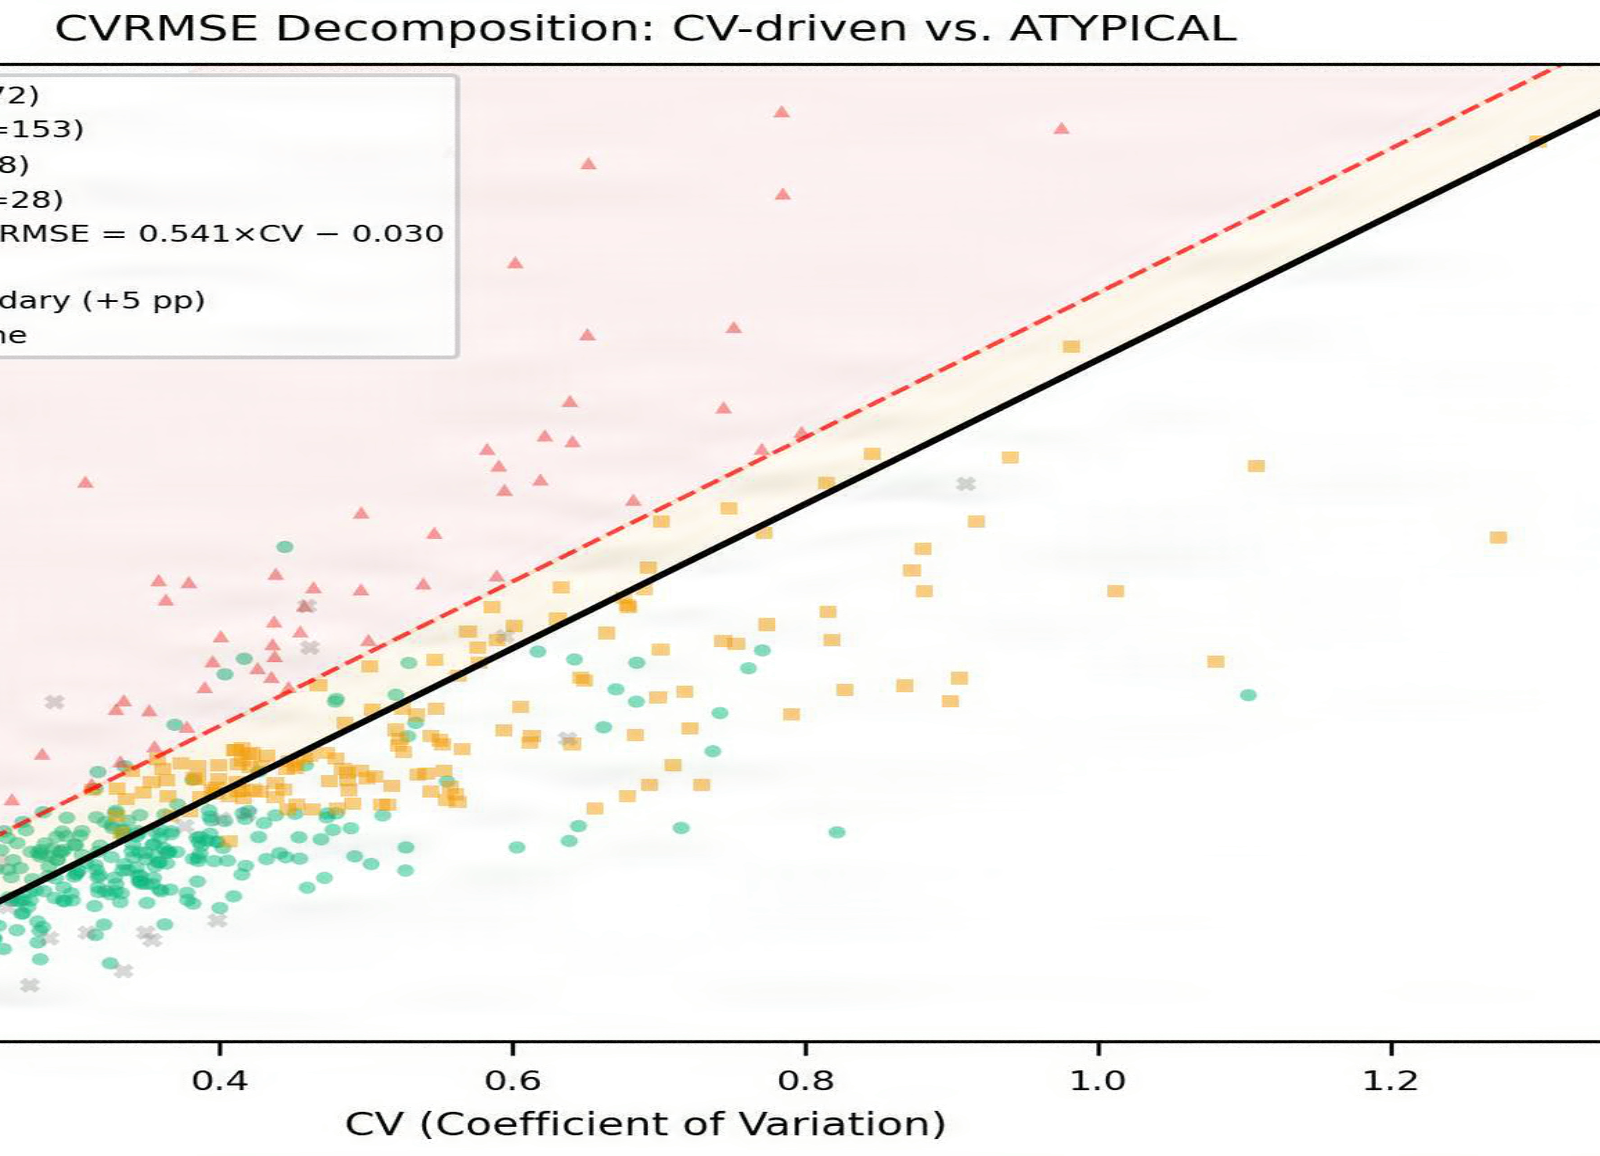 CVRMSE Decomposition: CV-driven vs. ATYPICAL
72)
=153)
8)
=28)
RMSE = 0.541×CV − 0.030
dary (+5 pp)
ne
0.4 0.6 0.8 1.0 1.2
CV (Coefficient of Variation)